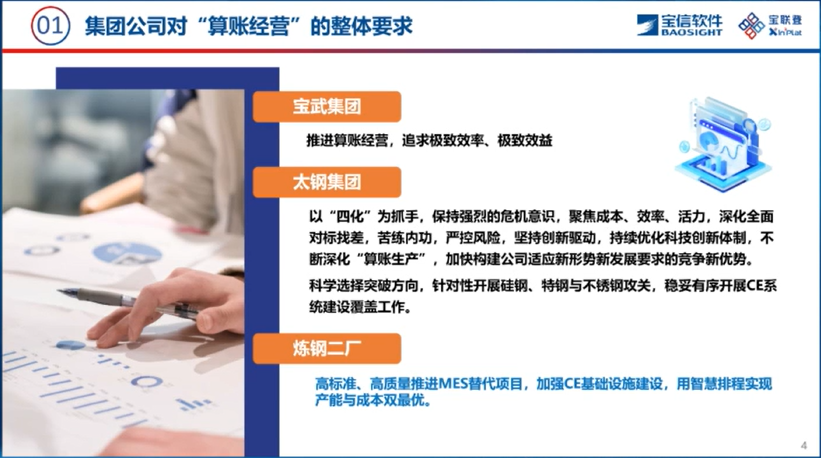 01 集团公司对“算账经营”的整体要求
宝信软件
BAOSIGHT
宝联登
xIn³Plat
宝武集团
推进算账经营，追求极致效率、极致效益
太钢集团
以“四化”为抓手，保持强烈的危机意识，聚焦成本、效率、活力，深化全面
对标找差，苦练内功，严控风险，坚持创新驱动，持续优化科技创新体制，不
断深化“算账生产”，加快构建公司适应新形势新发展要求的竞争新优势。
科学选择突破方向，针对性开展硅钢、特钢与不锈钢攻关，稳妥有序开展CE系
统建设覆盖工作。
炼钢二厂
高标准、高质量推进MES替代项目，加强CE基础设施建设，用智慧排程实现
产能与成本双最优。
4